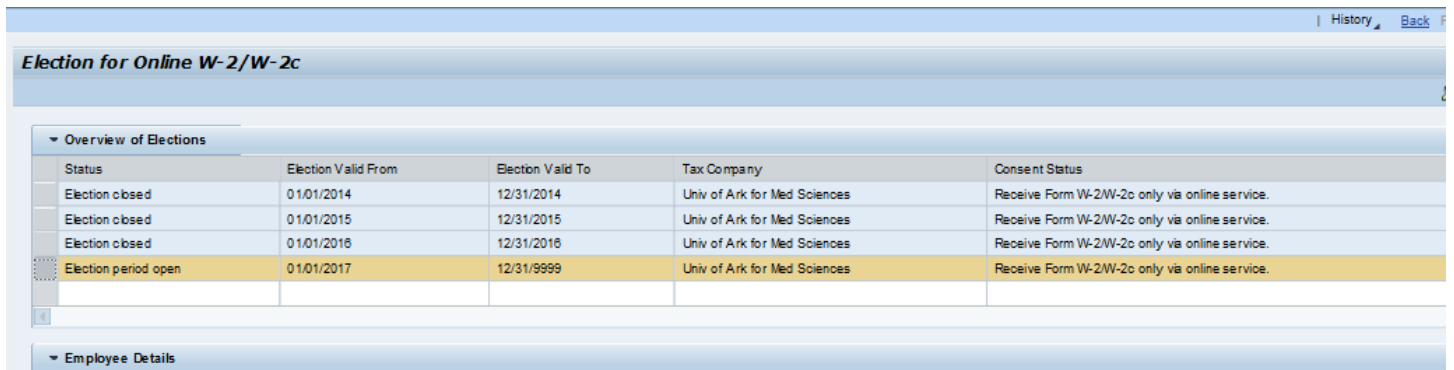 | History Back
Election for Online W-2/W-2c
Overview of Elections
Status Election Valid From Election Valid To Tax Company Consent Status
Election closed 01/01/2014 12/31/2014 Univ of Ark for Med Sciences Receive Form W-2/W-2c only via online service.
Election closed 01/01/2015 12/31/2015 Univ of Ark for Med Sciences Receive Form W-2/W-2c only via online service.
Election closed 01/01/2016 12/31/2016 Univ of Ark for Med Sciences Receive Form W-2/W-2c only via online service.
Election period open 01/01/2017 12/31/9999 Univ of Ark for Med Sciences Receive Form W-2/W-2c only via online service.
Employee Details